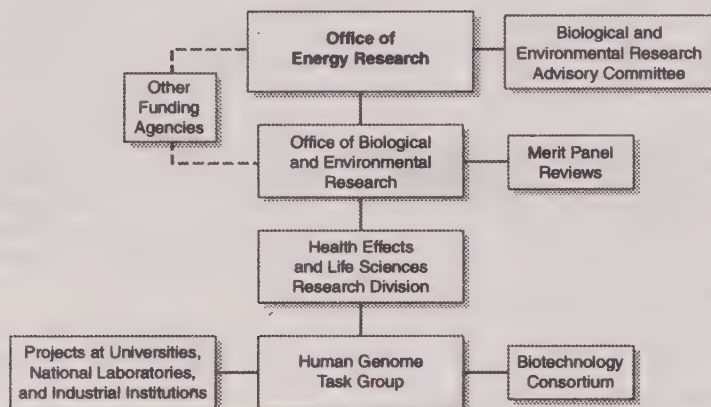 Office of
Energy Research
Biological and
Environmental Research
Advisory Committee
Other
Funding
Agencies
Office of Biological
and Environmental
Research
Merit Panel
Reviews
Health Effects
and Life Sciences
Research Division
Projects at Universities,
National Laboratories,
and Industrial Institutions
Human Genome
Task Group
Biotechnology
Consortium